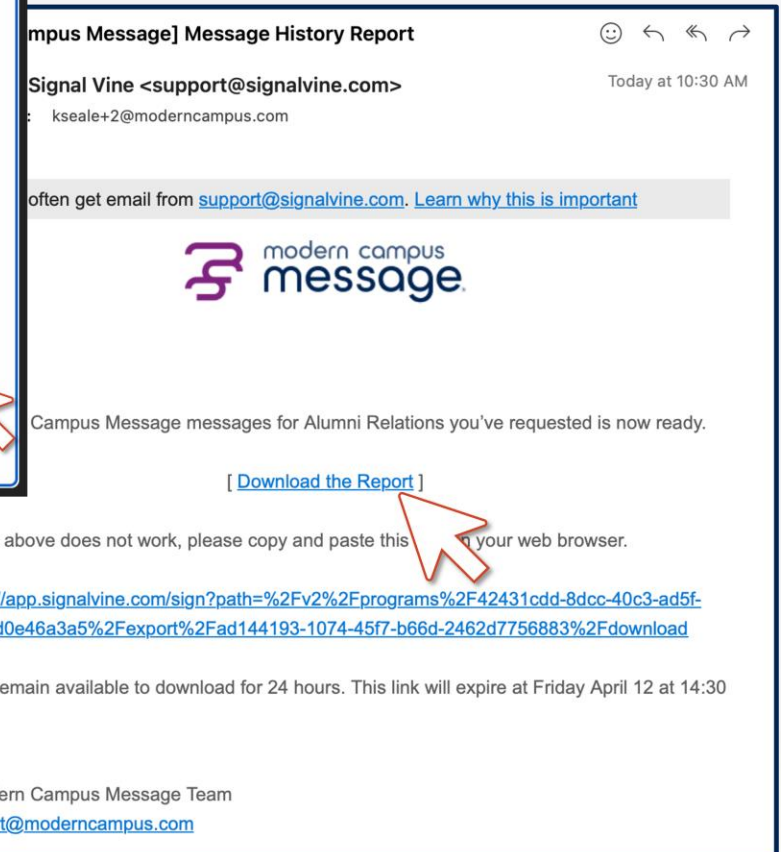 mpus Message] Message History Report
Signal Vine <support@signalvine.com>
Today at 10:30 AM
: kseale+2@moderncampus.com
often get email from support@signalvine.com. Learn why this is important
modern campus
message
Campus Message messages for Alumni Relations you've requested is now ready.
[ Download the Report ]
above does not work, please copy and paste this your web browser.
//app.signalvine.com/sign?path=%2Fv2%2Fprograms%2F42431cdd-8dcc-40c3-ad5f-
d0e46a3a5%2Fexport%2Fad144193-1074-45f7-b66d-2462d7756883%2Fdownload
emain available to download for 24 hours. This link will expire at Friday April 12 at 14:30
ern Campus Message Team
t@moderncampus.com